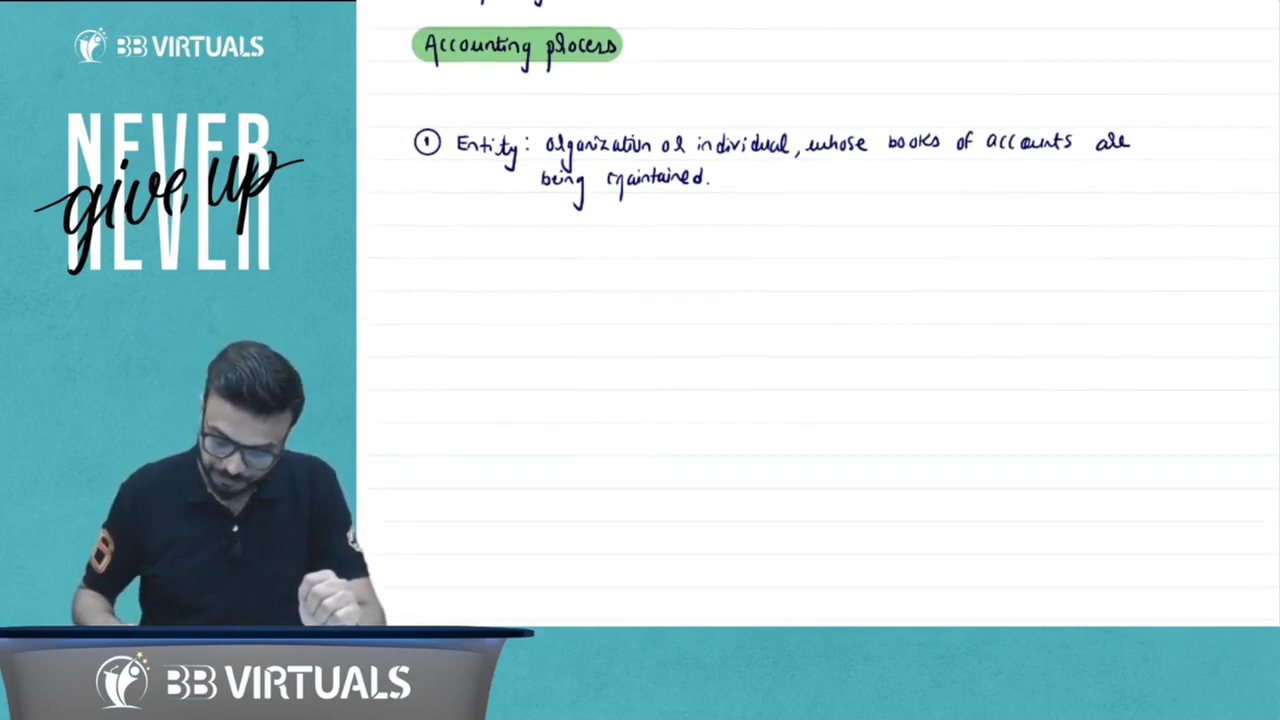 BB VIRTUALS
NEVER
give up
NEVER
Accounting process
① Entity: organization or individual, whose books of accounts are
being maintained.
BB VIRTUALS